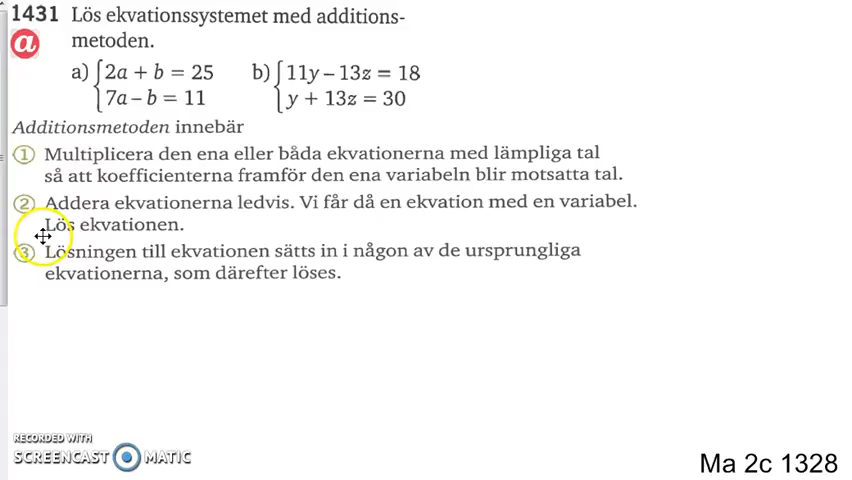 1431 Lös ekvationssystemet med additions-
a metoden.
a) 2a + b = 25 b) 11y – 13z = 18
7a – b = 11 y + 13z = 30
Additionsmetoden innebär
1 Multiplicera den ena eller båda ekvationerna med lämpliga tal
så att koefficienterna framför den ena variabeln blir motsatta tal.
2 Addera ekvationerna ledvis. Vi får då en ekvation med en variabel.
Lös ekvationen.
3 Lösningen till ekvationen sätts in i någon av de ursprungliga
ekvationerna, som därefter löses.
RECORDED WITH
SCREENCAST MATIC
Ma 2c 1328